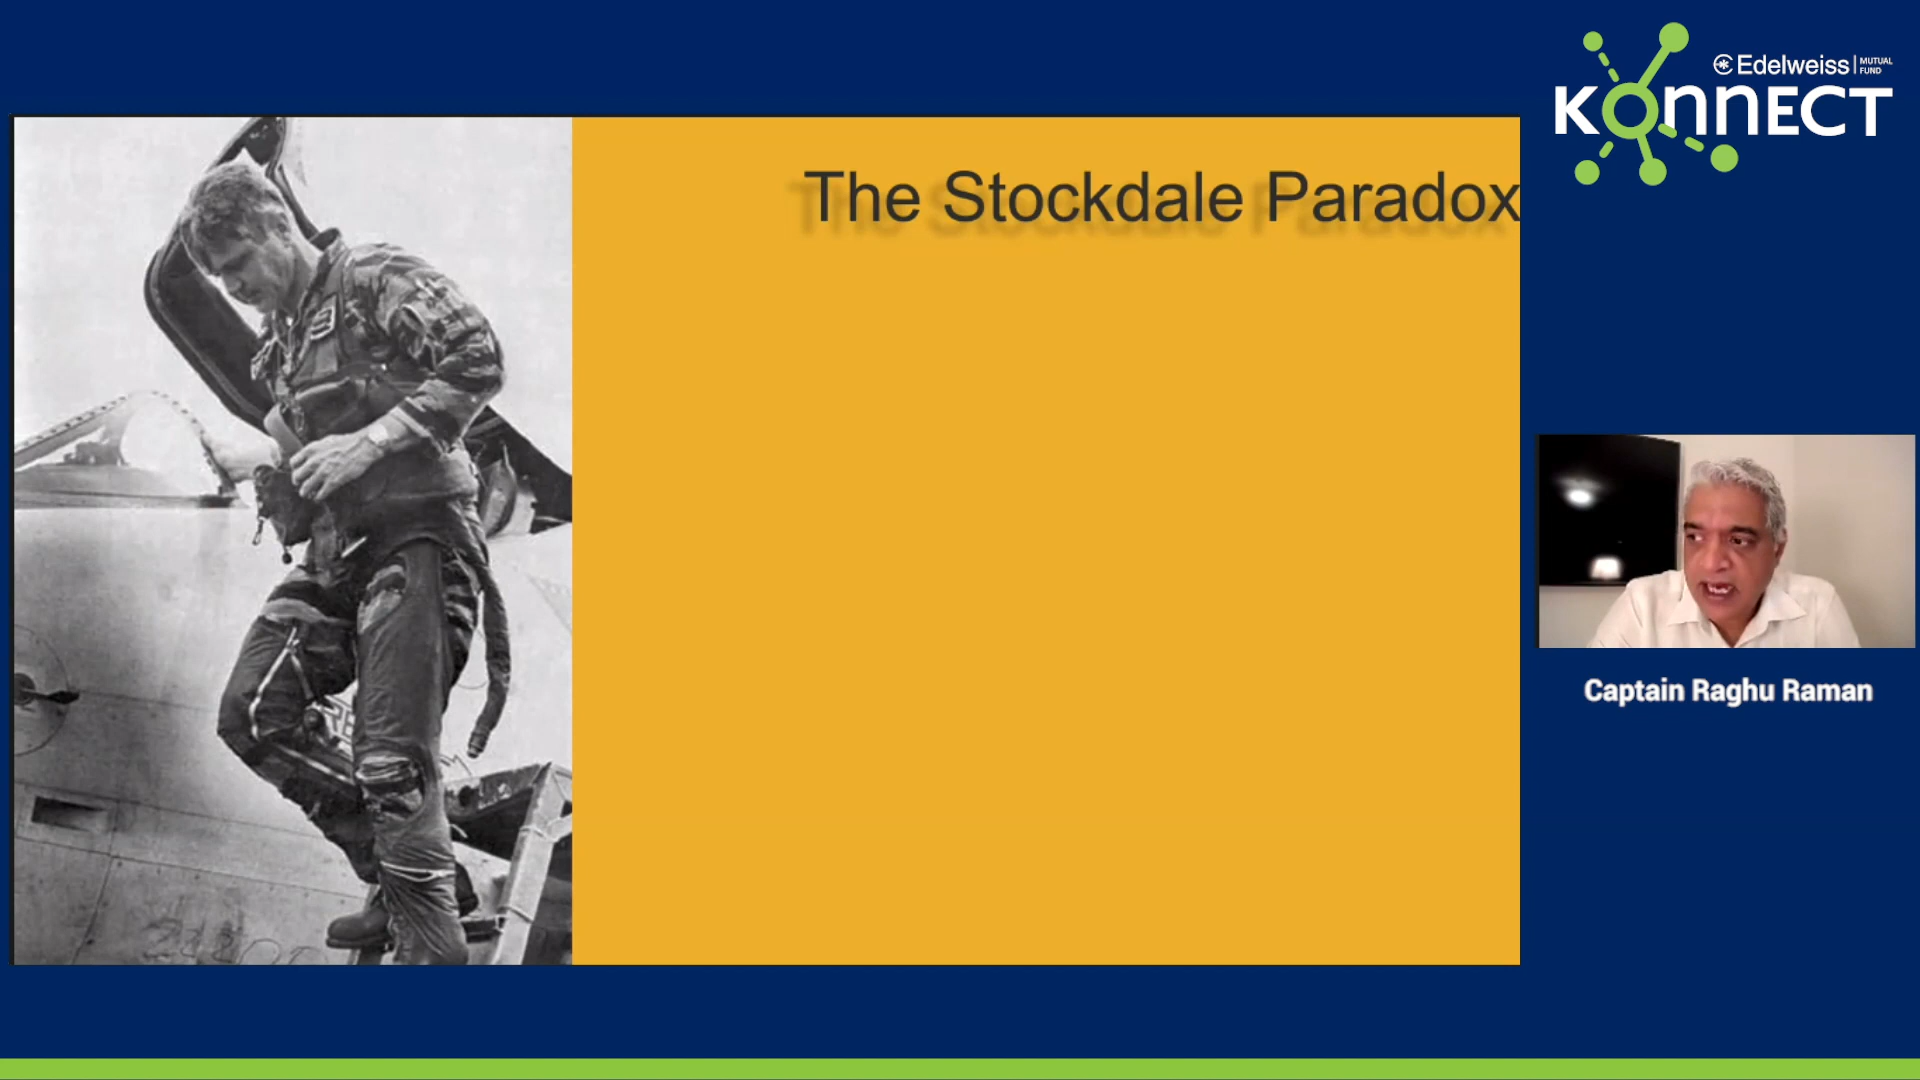 The Stockdale Paradox
Edelweiss
MUTUAL
FUND
KONNECT
Captain Raghu Raman